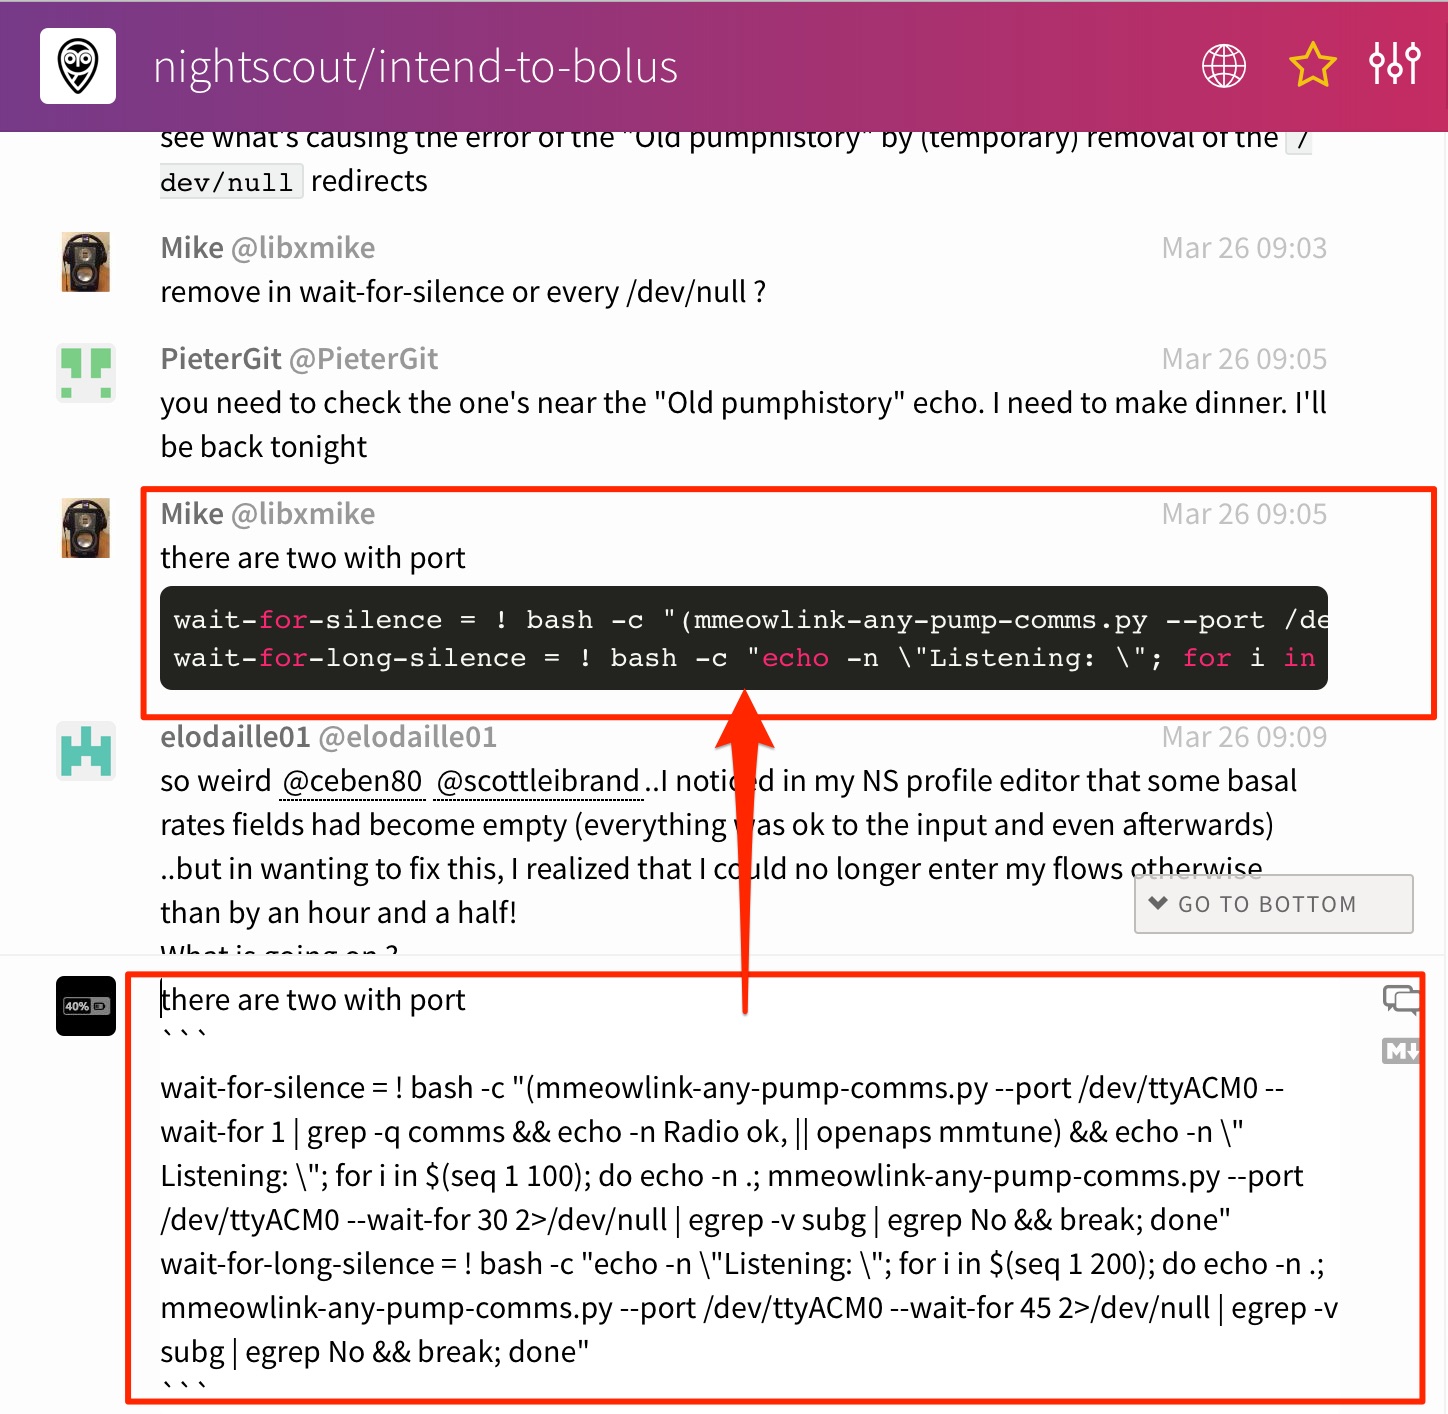 nightscout/intend-to-bolus
see what's causing the error of the "Old pumphistory" by (temporary) removal of the /
dev/null redirects
Mike @libxmike Mar 26 09:03
remove in wait-for-silence or every /dev/null ?
PieterGit @PieterGit Mar 26 09:05
you need to check the one's near the "Old pumphistory" echo. I need to make dinner. I'll
be back tonight
Mike @libxmike Mar 26 09:05
there are two with port
wait-for-silence = ! bash -c "(mmeowlink-any-pump-comms.py --port /de
wait-for-long-silence = ! bash -c "echo -n \"Listening: \"; for i in
elodaille01 @elodaille01 Mar 26 09:09
so weird @ceben80 @scottleibrand..I noticed in my NS profile editor that some basal
rates fields had become empty (everything was ok to the input and even afterwards)
..but in wanting to fix this, I realized that I could no longer enter my flows otherwise
than by an hour and a half!
GO TO BOTTOM
What is going on ?
40%
there are two with port
```
M↓
wait-for-silence = ! bash -c "(mmeowlink-any-pump-comms.py --port /dev/ttyACM0 --
wait-for 1 | grep -q comms && echo -n Radio ok, || openaps mmtune) && echo -n \"
Listening: \"; for i in $(seq 1 100); do echo -n .; mmeowlink-any-pump-comms.py --port
/dev/ttyACM0 --wait-for 30 2>/dev/null | egrep -v subg | egrep No && break; done"
wait-for-long-silence = ! bash -c "echo -n \"Listening: \"; for i in $(seq 1 200); do echo -n .;
mmeowlink-any-pump-comms.py --port /dev/ttyACM0 --wait-for 45 2>/dev/null | egrep -v
subg | egrep No && break; done"
```